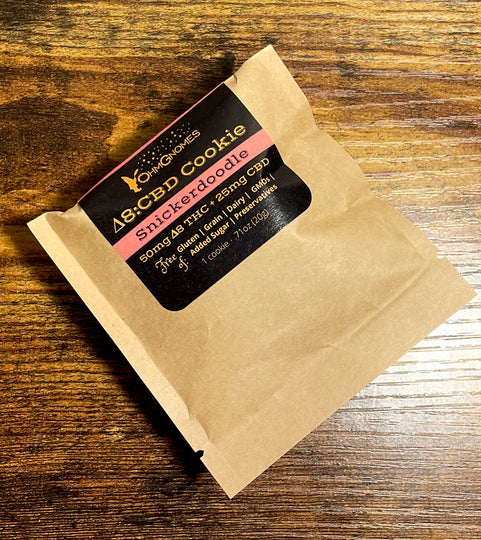 OHMGNOMES
Δ8:CBD Cookie
Snickerdoodle
50mg Δ8 THC + 25mg CBD
Free of: Gluten | Grain | Dairy | GMOs |
Added Sugar | Preservatives
1 cookie - .71oz (20g)